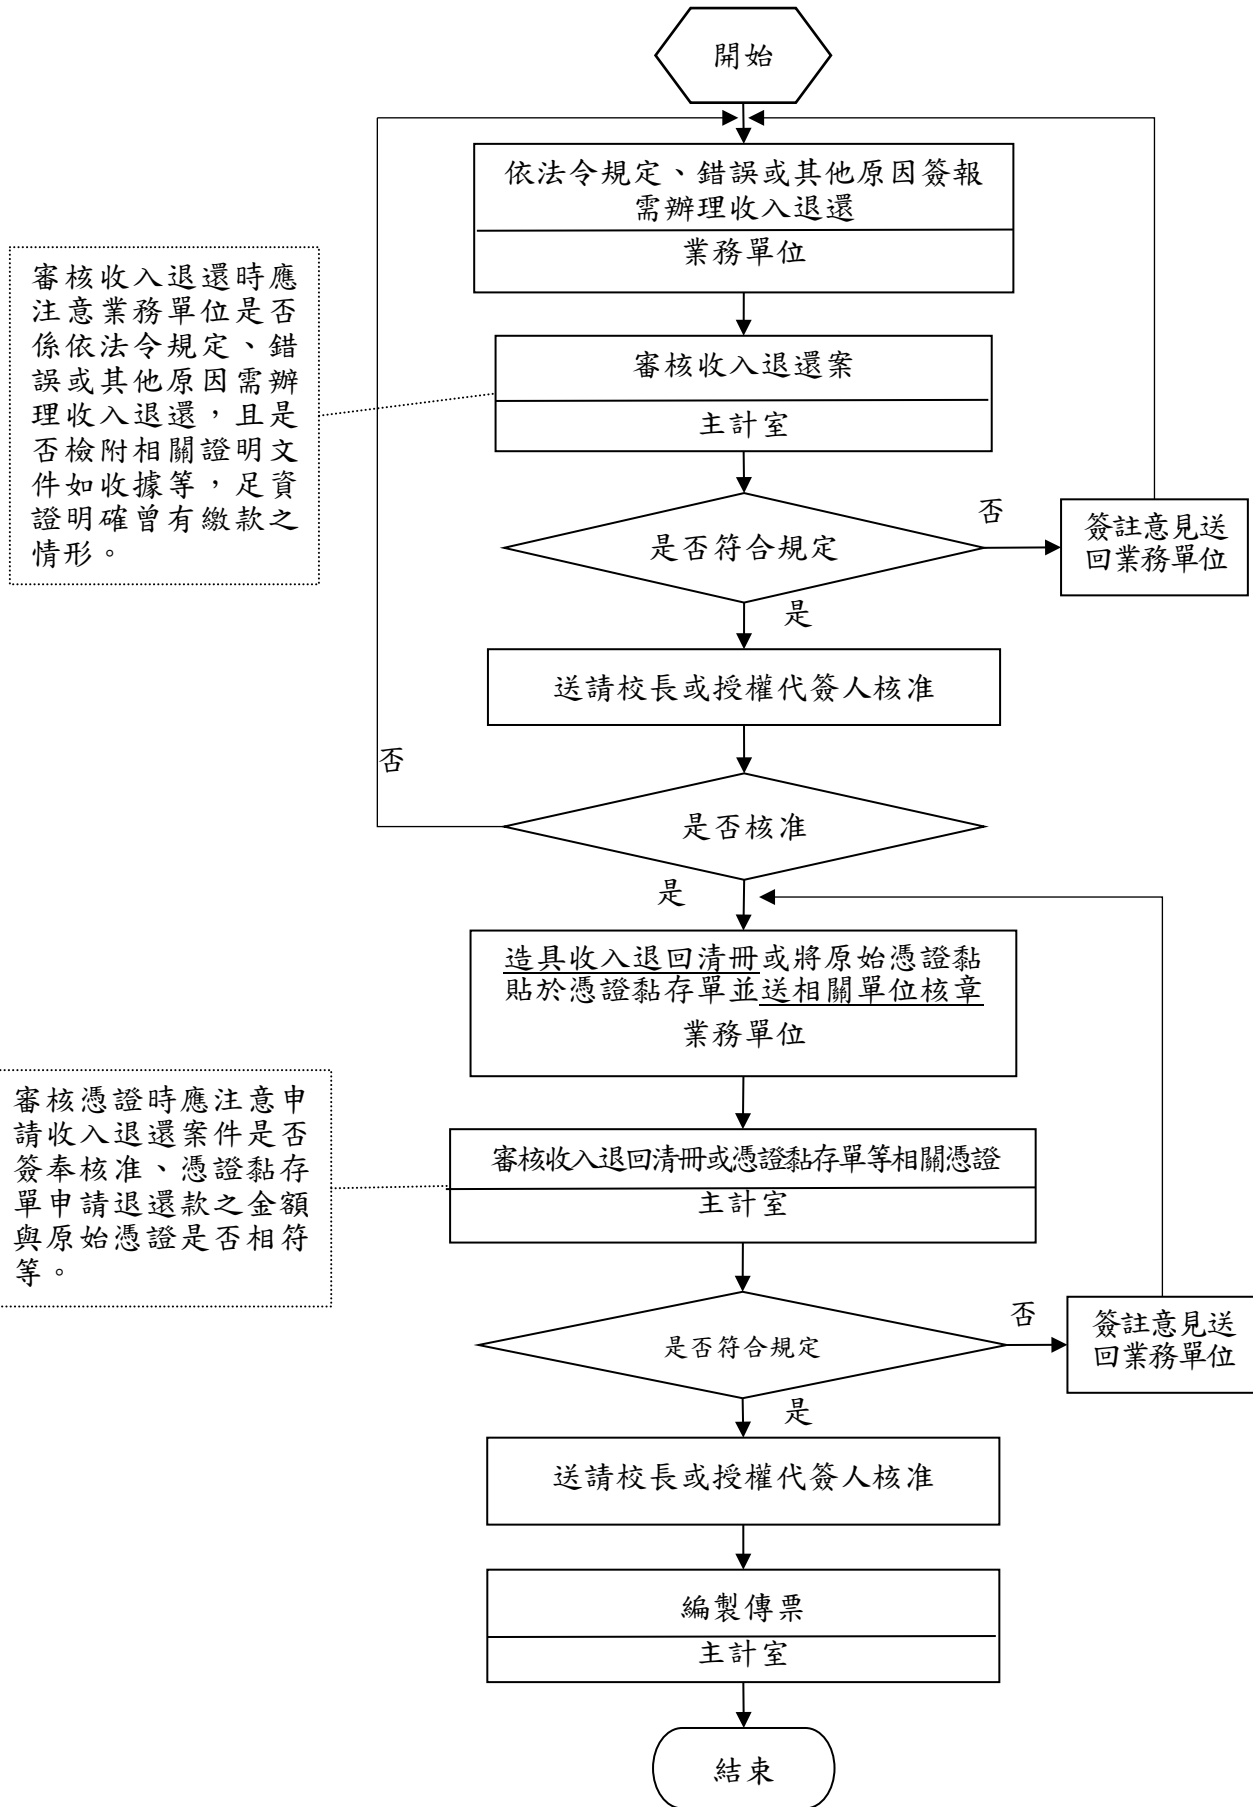 開始
依法令規定、錯誤或其他原因簽報
需辦理收入退還
業務單位
審核收入退還時應
注意業務單位是否
係依法令規定、錯
誤或其他原因需辦
理收入退還，且是
否檢附相關證明文
件如收據等，足資
證明確曾有繳款之
情形。
審核收入退還案
主計室
是否符合規定
否
簽註意見送
回業務單位
是
送請校長或授權代簽人核准
否
是否核准
是
造具收入退回清冊或將原始憑證黏
貼於憑證黏存單並送相關單位核章
業務單位
審核憑證時應注意申
請收入退還案件是否
簽奉核准、憑證黏存
單申請退還款之金額
與原始憑證是否相符
等。
審核收入退回清冊或憑證黏存單等相關憑證
主計室
是否符合規定
否
簽註意見送
回業務單位
是
送請校長或授權代簽人核准
編製傳票
主計室
結束